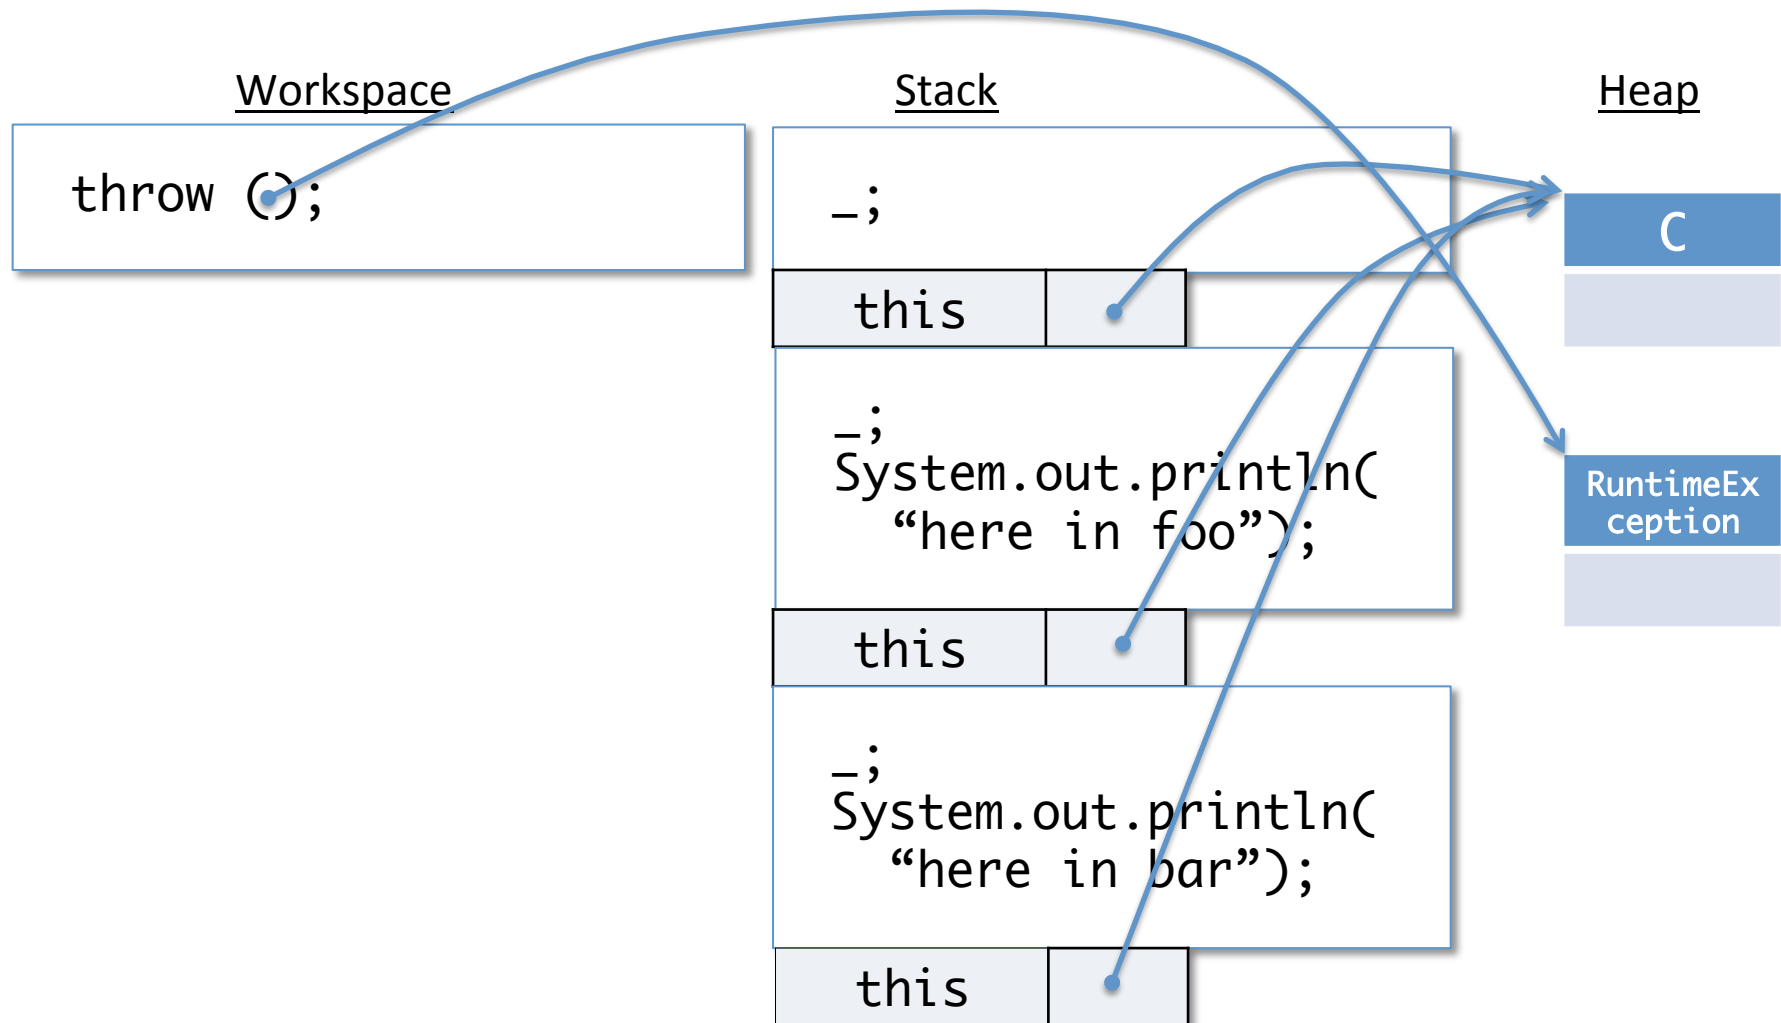 Workspace
Stack
Heap
throw ();
_;
C
this
_;
System.out.println(
“here in foo”);
RuntimeEx
ception
this
_;
System.out.println(
“here in bar”);
this